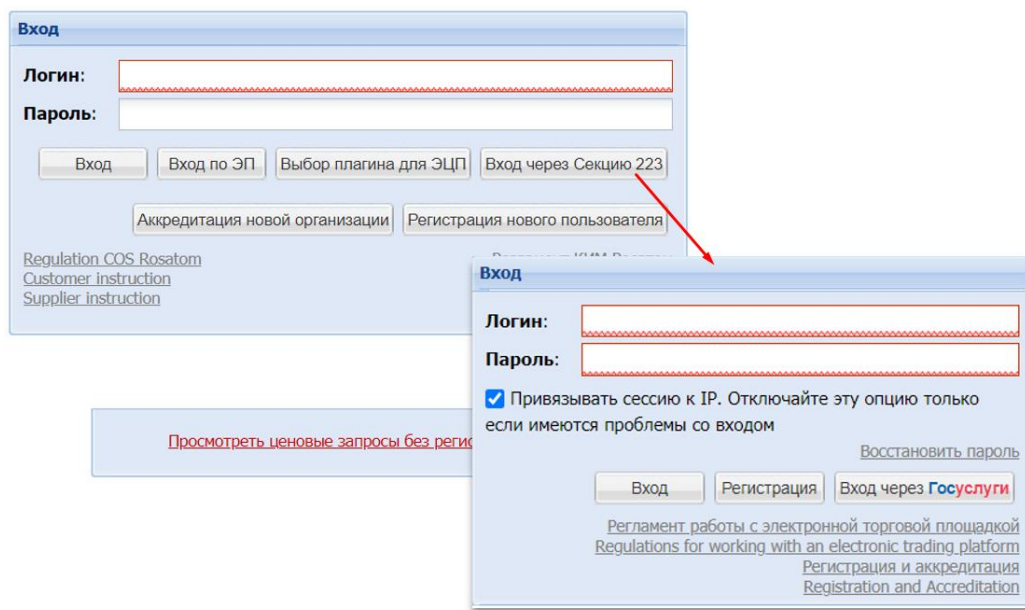 Вход
Логин:
Пароль:
Вход
Вход по ЭП
Выбор плагина для ЭЦП
Вход через Секцию 223
Аккредитация новой организации
Регистрация нового пользователя
Regulation COS Rosatom
Customer instruction
Supplier instruction
Просмотреть ценовые запросы без
Вход
Логин:
Пароль:
Привязывать сессию к IP. Отключайте эту опцию только
если имеются проблемы со входом
Восстановить пароль
Вход
Регистрация
Вход через Госуслуги
Регламент работы с электронной торговой площадкой
Regulations for working with an electronic trading platform
Регистрация и аккредитация
Registration and Accreditation